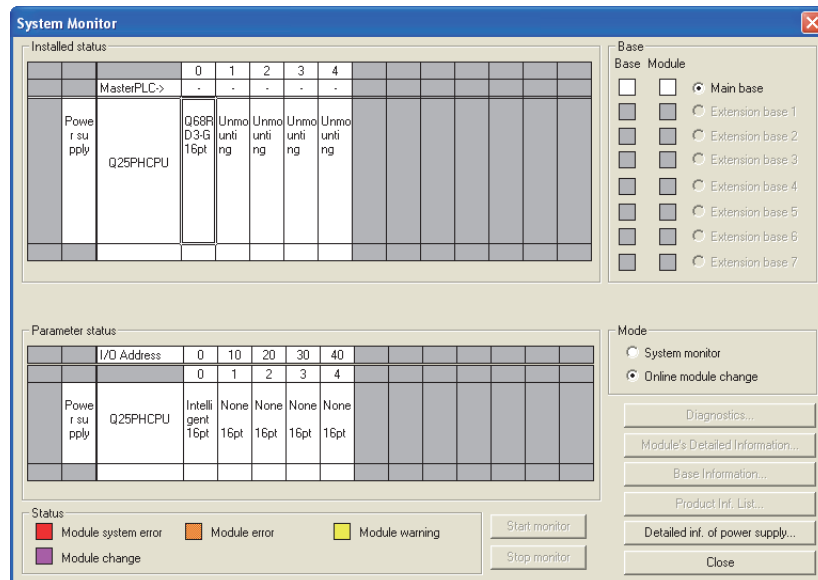 System Monitor
Installed status
0 1 2 3 4
MasterPLC-> - - - - -
Powe
r su
pply
Q25PHCPU
Q68R
D3-G
16pt
Unmo
unti
ng
Unmo
unti
ng
Unmo
unti
ng
Unmo
unti
ng
Base
Base Module
Main base
Extension base 1
Extension base 2
Extension base 3
Extension base 4
Extension base 5
Extension base 6
Extension base 7
Parameter status
I/O Address 0 10 20 30 40
0 1 2 3 4
Powe
r su
pply
Q25PHCPU
Intelli
gent
16pt
None
16pt
None
16pt
None
16pt
None
16pt
Mode
System monitor
Online module change
Diagnostics...
Module's Detailed Information...
Base Information...
Product Inf. List...
Detailed inf. of power supply...
Close
Status
Module system error
Module error
Module warning
Module change
Start monitor
Stop monitor